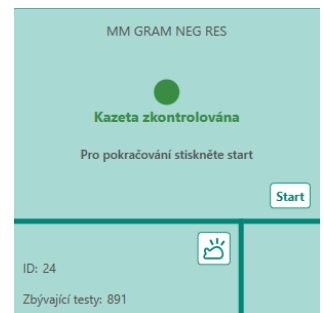 MM GRAM NEG RES
Kazeta zkontrolována
Pro pokračování stiskněte start
Start
ID: 24
Zbývající testy: 891